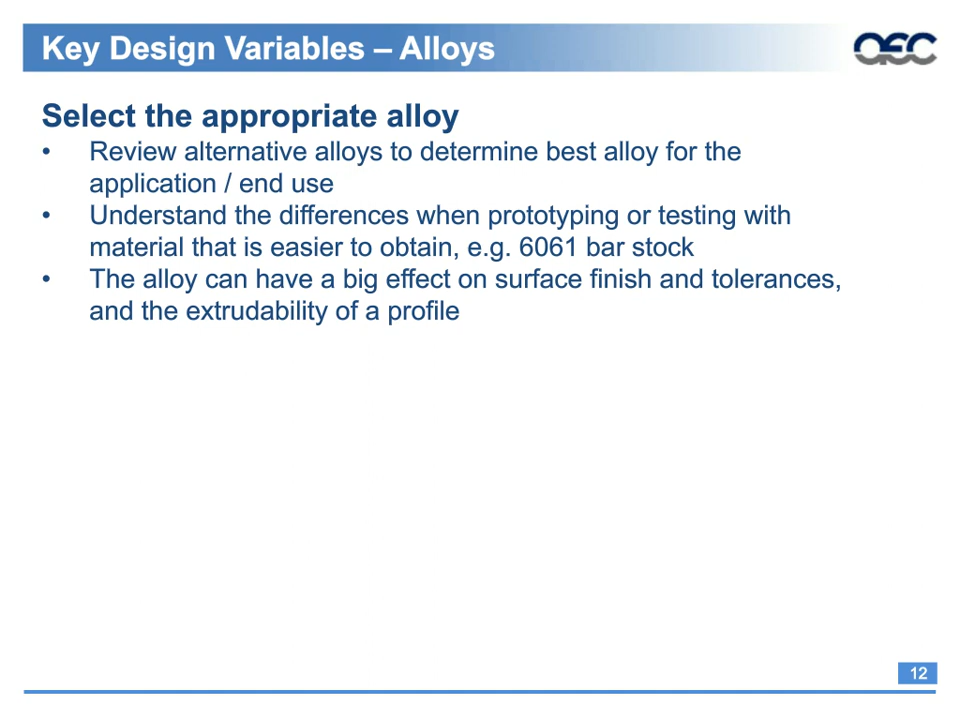 Key Design Variables – Alloys
AEC
Select the appropriate alloy
• Review alternative alloys to determine best alloy for the
application / end use
• Understand the differences when prototyping or testing with
material that is easier to obtain, e.g. 6061 bar stock
• The alloy can have a big effect on surface finish and tolerances,
and the extrudability of a profile
12